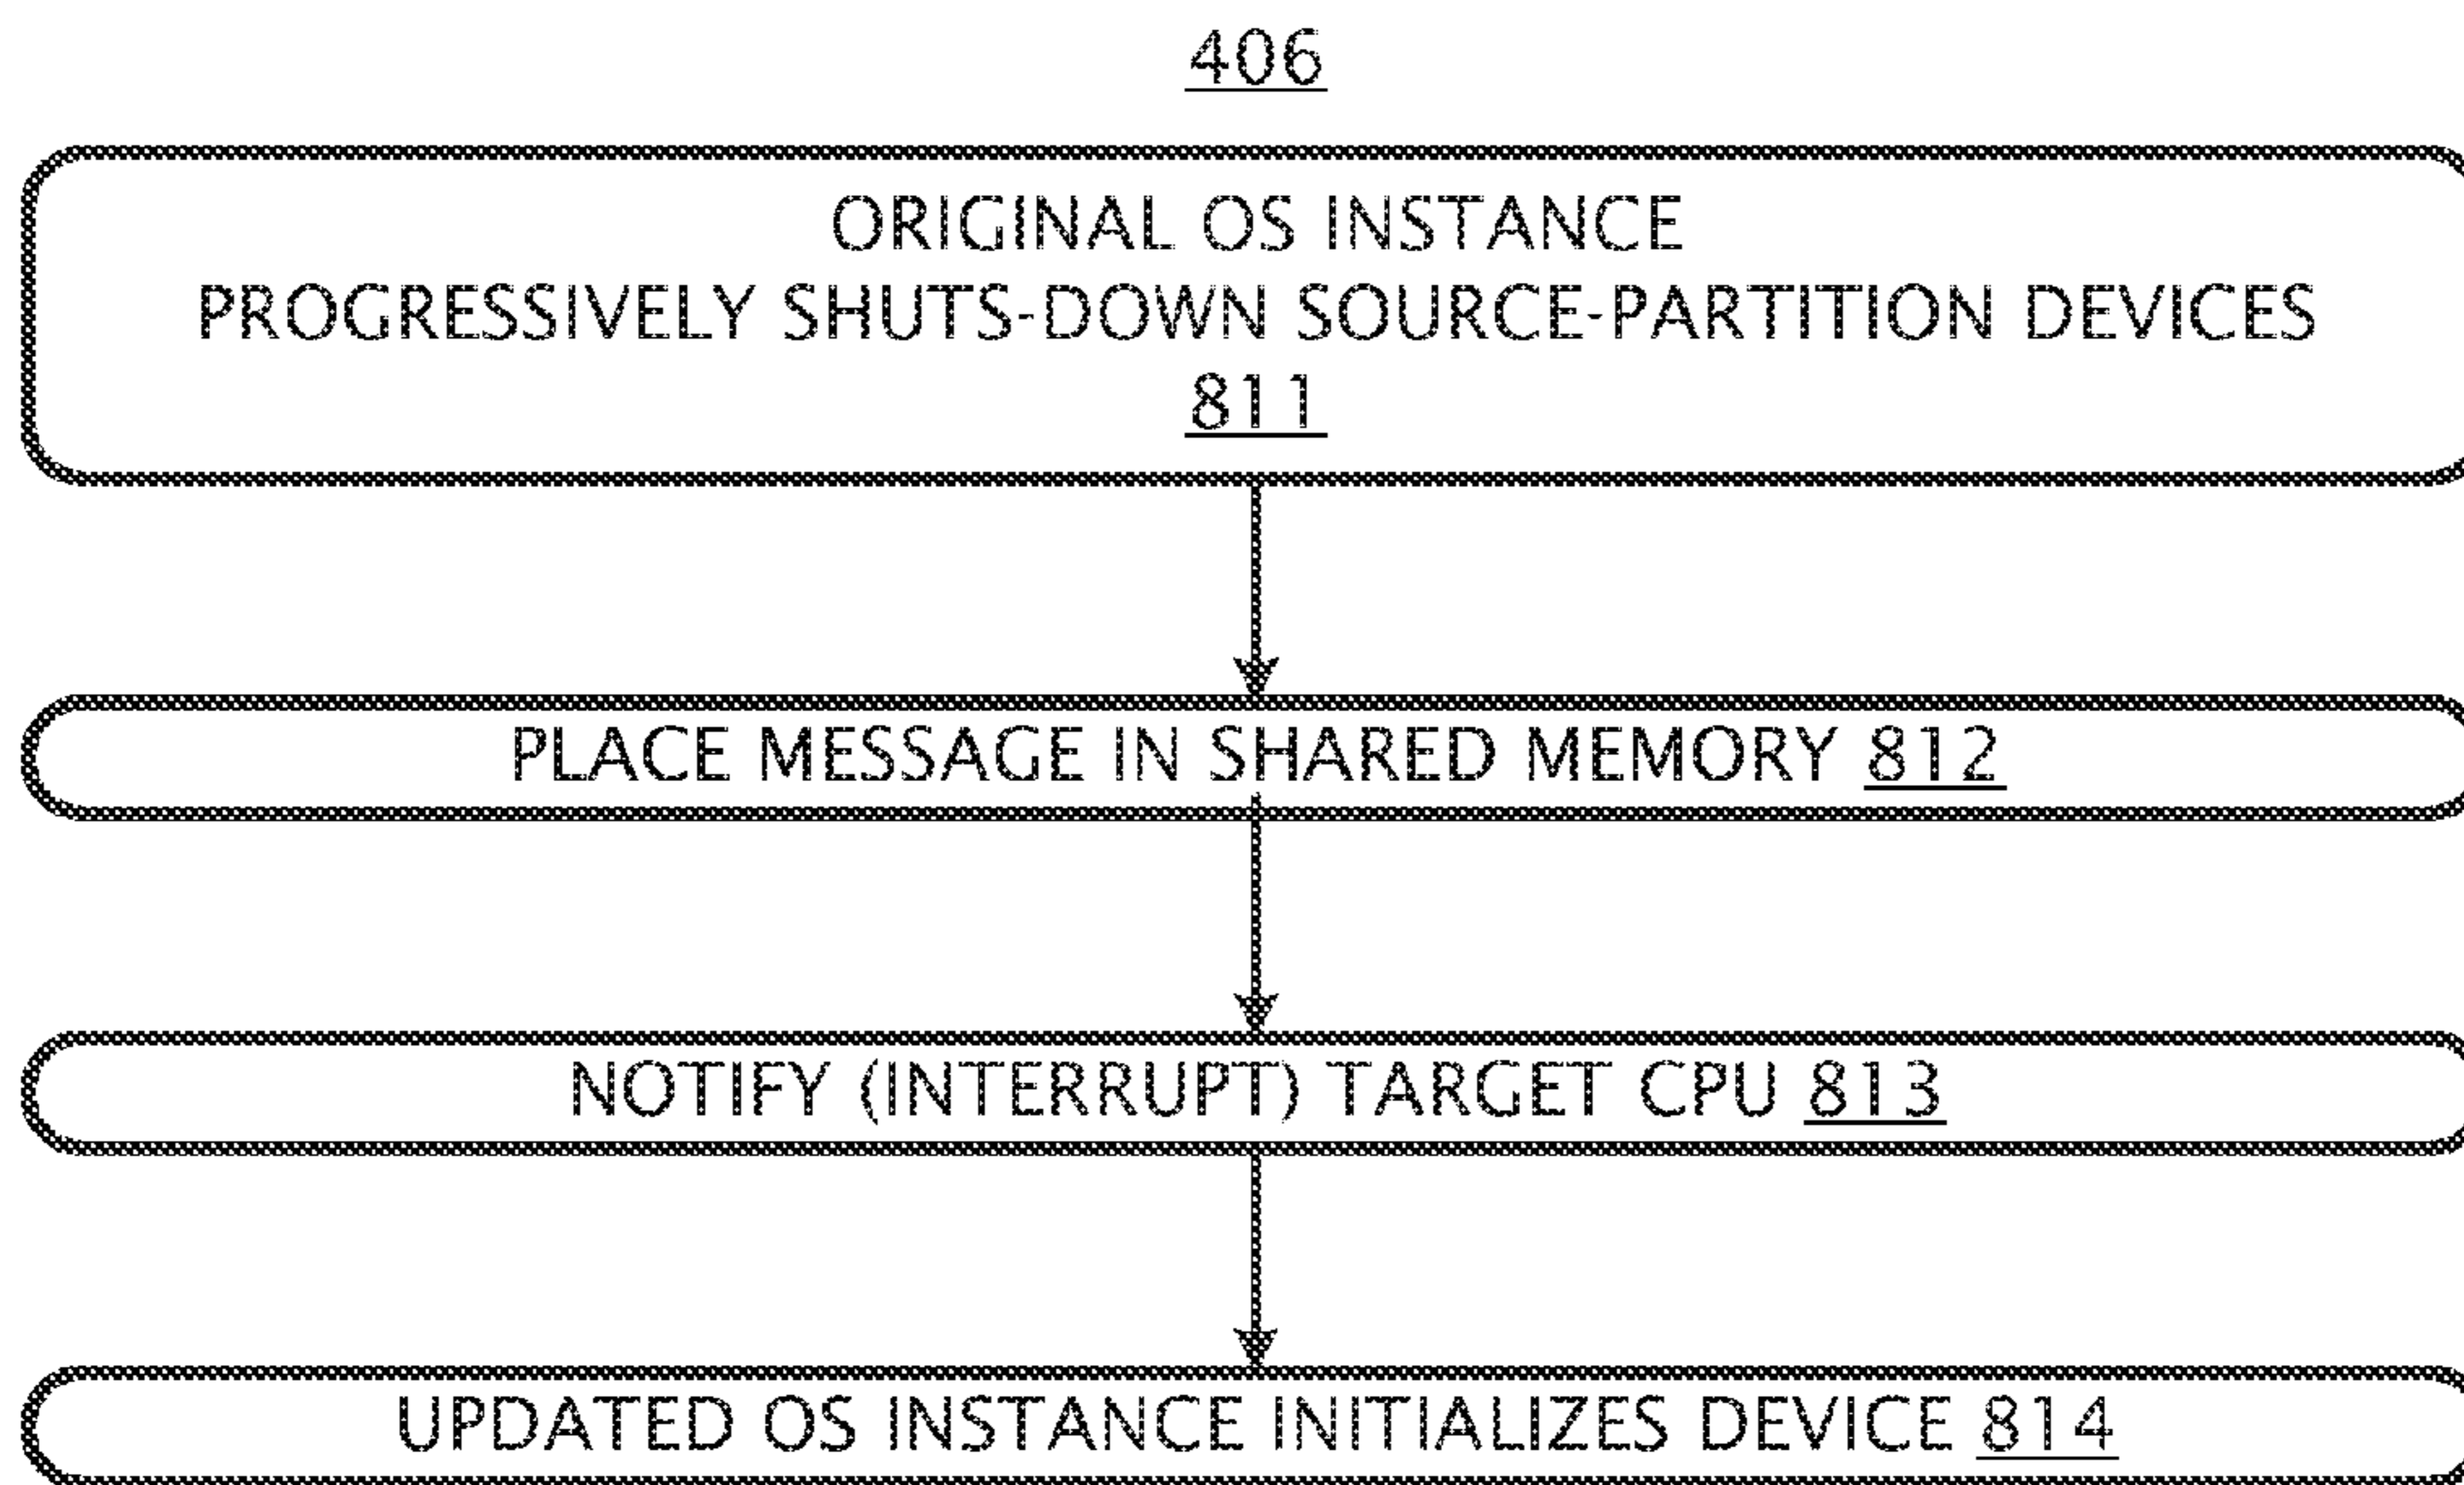 406
ORIGINAL OS INSTANCE
PROGRESSIVELY SHUTS-DOWN SOURCE-PARTITION DEVICES
811
PLACE MESSAGE IN SHARED MEMORY 812
NOTIFY (INTERRUPT) TARGET CPU 813
UPDATED OS INSTANCE INITIALIZES DEVICE 814